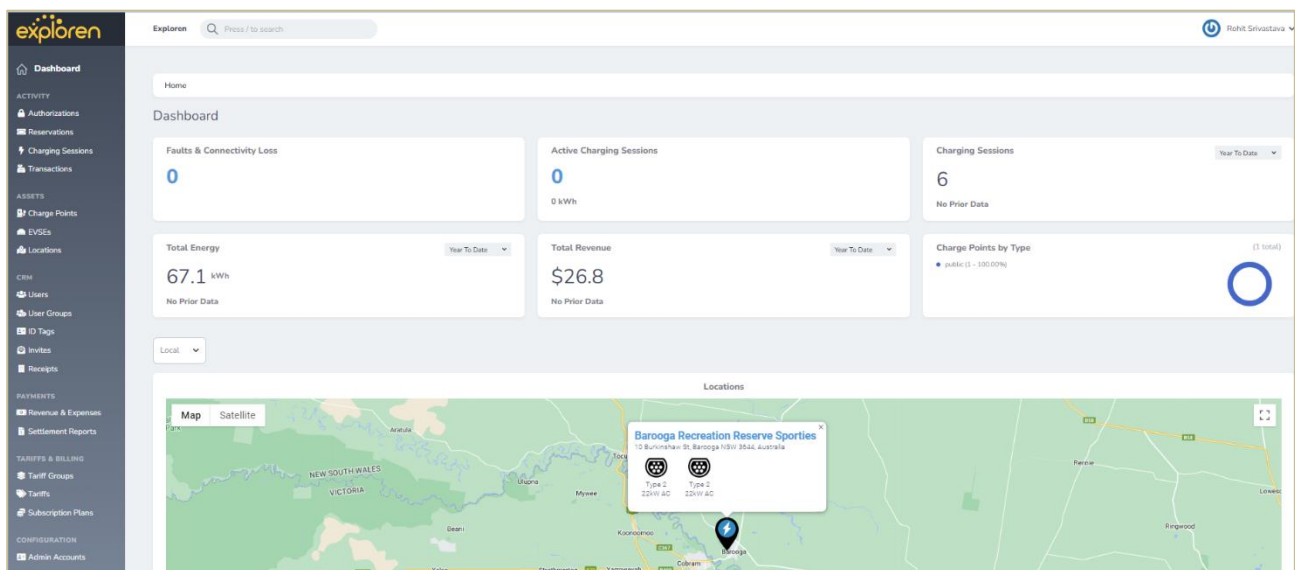 exploren
Exploren
Press / to search
Rohit Srivastava
Dashboard
ACTIVITY
Authorizations
Reservations
Charging Sessions
Transactions
ASSETS
Charge Points
EVSEs
Locations
CRM
Users
User Groups
ID Tags
Invites
Receipts
PAYMENTS
Revenue & Expenses
Settlement Reports
TARIFFS & BILLING
Tariff Groups
Tariffs
Subscription Plans
CONFIGURATION
Admin Accounts
Home
Dashboard
Faults & Connectivity Loss
0
Active Charging Sessions
0
0 kWh
Charging Sessions
Year To Date
6
No Prior Data
Total Energy
Year To Date
67.1 kWh
No Prior Data
Total Revenue
Year To Date
$26.8
No Prior Data
Charge Points by Type
(1 total)
public (1 - 100.00%)
Local
Locations
Map
Satellite
Park
Aratula
NEW SOUTH WALES
VICTORIA
Ulupna
Mywee
Bearii
Koonoomoo
Barooga
Cobram
Yarroweyah
Ringwood
Barooga Recreation Reserve Sporties
10 Burkinshaw St, Barooga NSW 3644, Australia
Type 2
22kW AC
Type 2
22kW AC